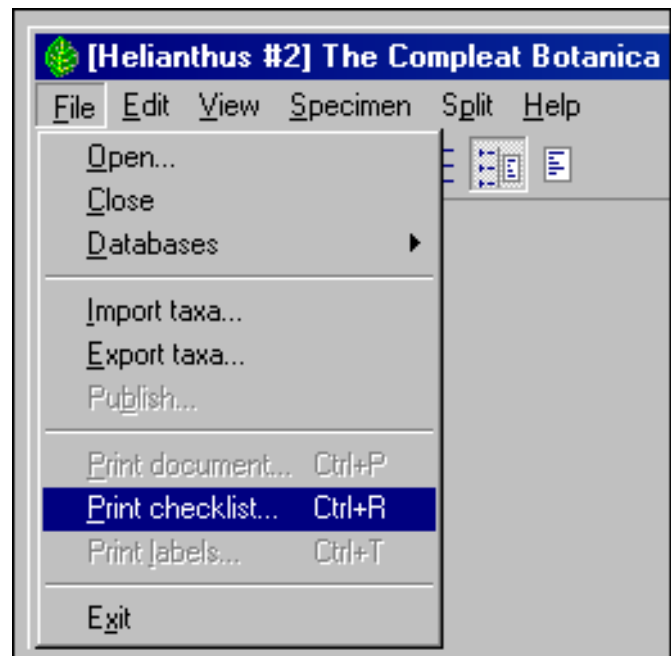 [Helianthus #2] The Compleat Botanica
File Edit View Specimen Split Help
Open...
Close
Databases
Import taxa...
Export taxa...
Publish...
Print document... Ctrl+P
Print checklist... Ctrl+R
Print labels... Ctrl+T
Exit